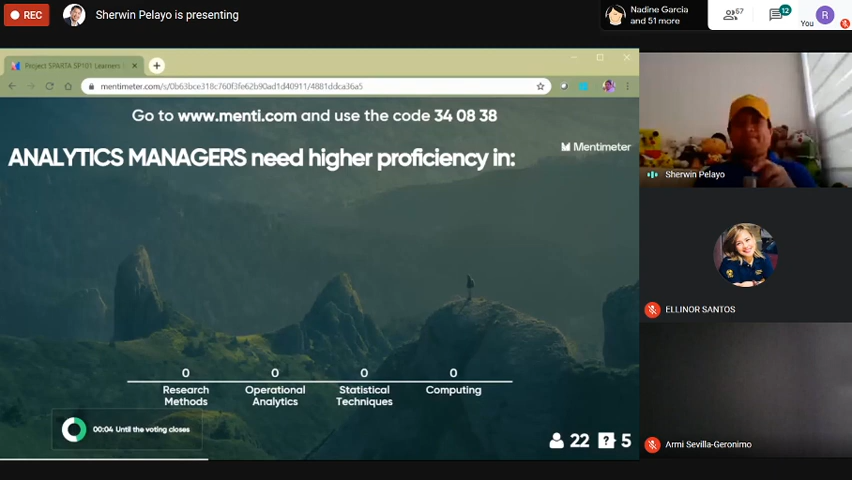 REC
Sherwin Pelayo is presenting
Nadine Garcia
and 51 more
57
12
You
R
Project SPARTA SP101 Learners
mentimeter.com/s/0b63bce318c760f3fe62b90ad1d40911/4881ddca36a5
Go to www.menti.com and use the code 34 08 38
Mentimeter
ANALYTICS MANAGERS need higher proficiency in:
Sherwin Pelayo
ELLINOR SANTOS
0 0 0 0
Research Methods
Operational Analytics
Statistical Techniques
Computing
00:04 Until the voting closes
22
5
Armi Sevilla-Geronimo